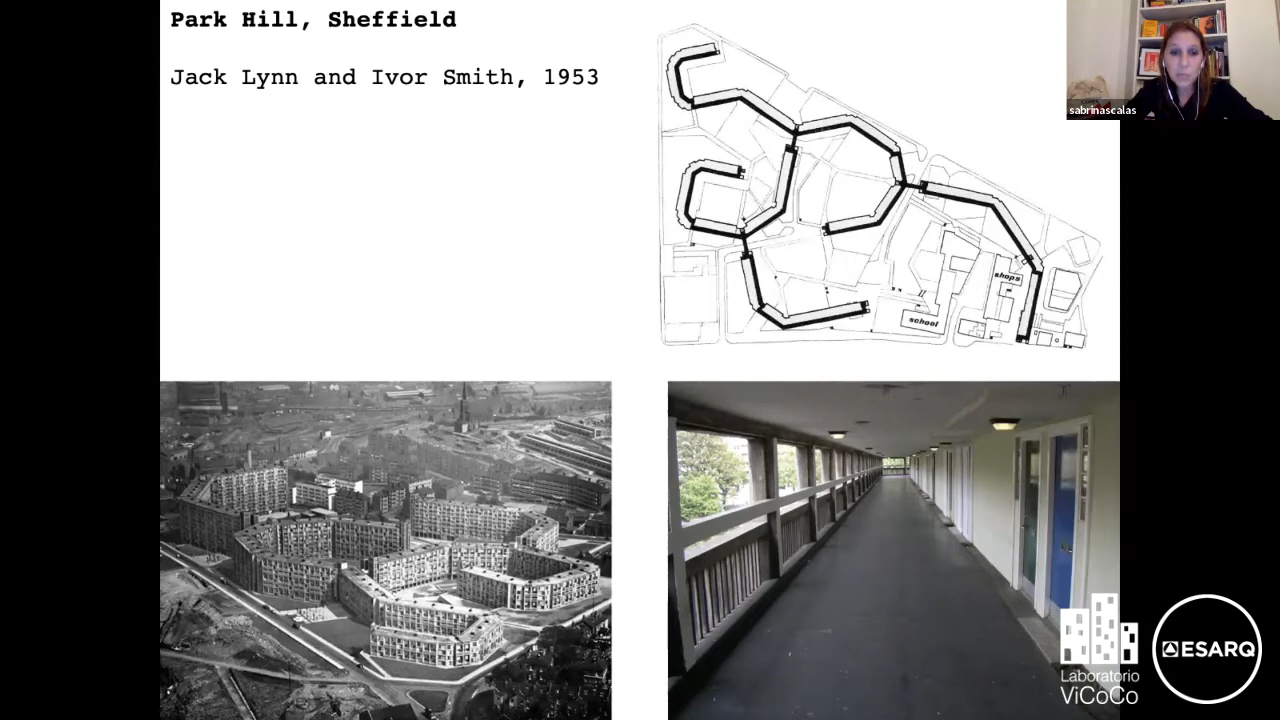 Park Hill, Sheffield
Jack Lynn and Ivor Smith, 1953
sabrinascalas
shops
school
Laboratorio
ViCoCo
ESARQ